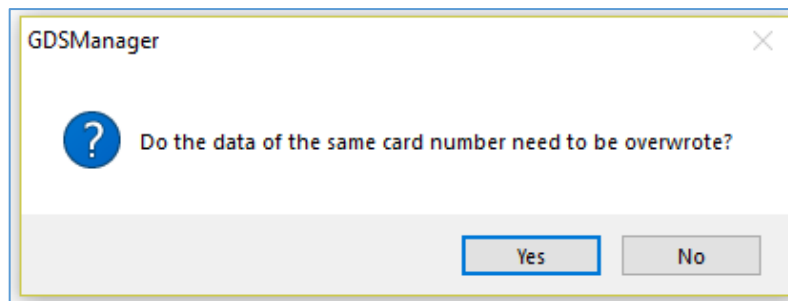 GDSManager
Do the data of the same card number need to be overwrote?
Yes
No